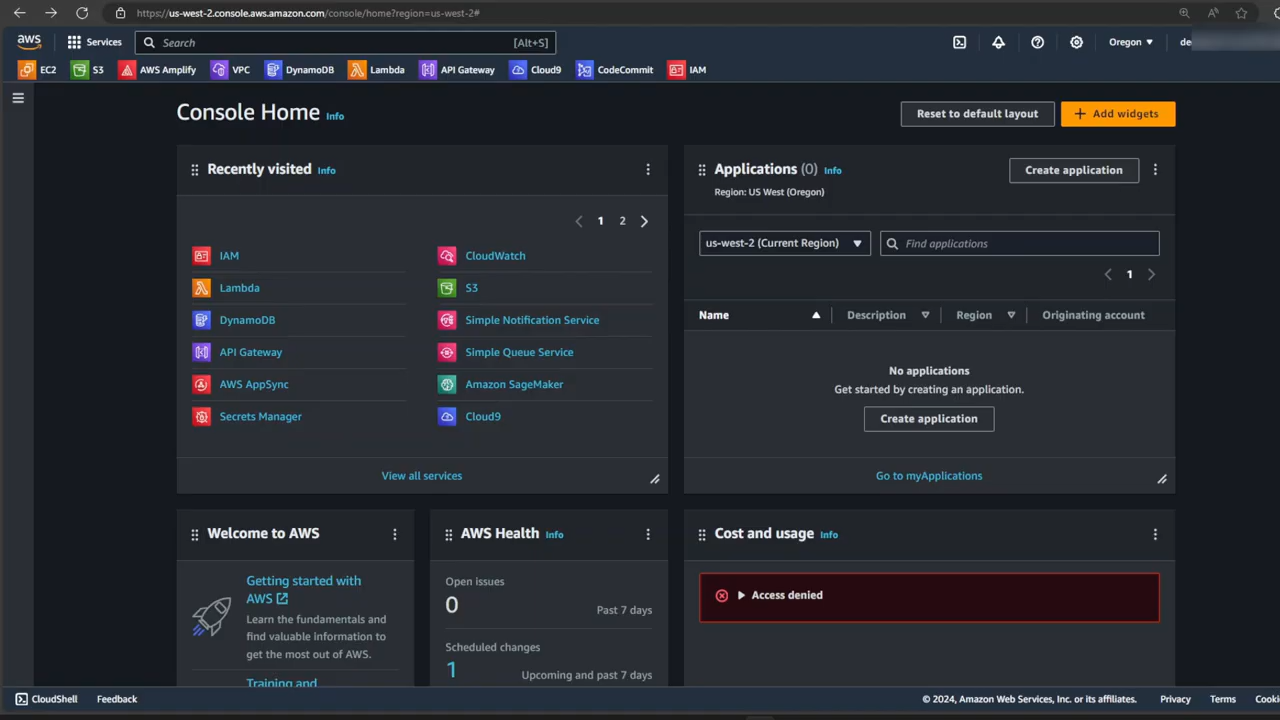 https://us-west-2.console.aws.amazon.com/console/home?region=us-west-2#
aws Services Search [Alt+S] Oregon de
EC2 S3 AWS Amplify VPC DynamoDB Lambda API Gateway Cloud9 CodeCommit IAM
Console Home Info
Reset to default layout Add widgets
Recently visited Info
1 2
IAM
Lambda
DynamoDB
API Gateway
AWS AppSync
Secrets Manager
CloudWatch
S3
Simple Notification Service
Simple Queue Service
Amazon SageMaker
Cloud9
View all services
Applications (0) Info
Region: US West (Oregon)
Create application
us-west-2 (Current Region) Find applications
1
Name Description Region Originating account
No applications
Get started by creating an application.
Create application
Go to myApplications
Welcome to AWS
Getting started with
AWS
Learn the fundamentals and
find valuable information to
get the most out of AWS.
Training and
AWS Health Info
Open issues
0 Past 7 days
Scheduled changes
1 Upcoming and past 7 days
Cost and usage Info
Access denied
CloudShell Feedback © 2024, Amazon Web Services, Inc. or its affiliates. Privacy Terms Cooki